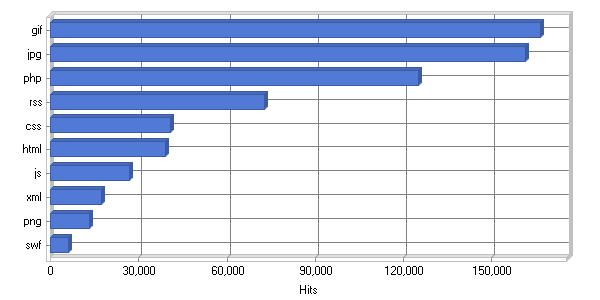 gif
jpg
php
rss
css
html
js
xml
png
swf
0 30,000 60,000 90,000 120,000 150,000
Hits